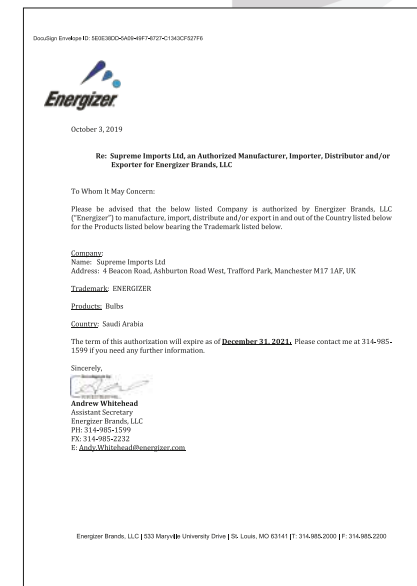 DocuSign Envelope ID: 5E0E38DD-5A09-49F7-8727-C1343CF527F6
Energizer
October 3, 2019
Re: Supreme Imports Ltd, an Authorized Manufacturer, Importer, Distributor and/or
Exporter for Energizer Brands, LLC
To Whom It May Concern:
Please be advised that the below listed Company is authorized by Energizer Brands, LLC
("Energizer") to manufacture, import, distribute and/or export in and out of the Country listed below
for the Products listed below bearing the Trademark listed below.
Company:
Name: Supreme Imports Ltd
Address: 4 Beacon Road, Ashburton Road West, Trafford Park, Manchester M17 1AF, UK
Trademark: ENERGIZER
Products: Bulbs
Country: Saudi Arabia
The term of this authorization will expire as of December 31, 2021. Please contact me at 314-985-
1599 if you need any further information.
Sincerely,
Andrew Whitehead
Assistant Secretary
Energizer Brands, LLC
PH: 314-985-1599
FX: 314-985-2232
E: Andy.Whitehead@energizer.com
Energizer Brands, LLC | 533 Maryville University Drive | St. Louis, MO 63141 | T: 314.985.2000 | F: 314.985.2200